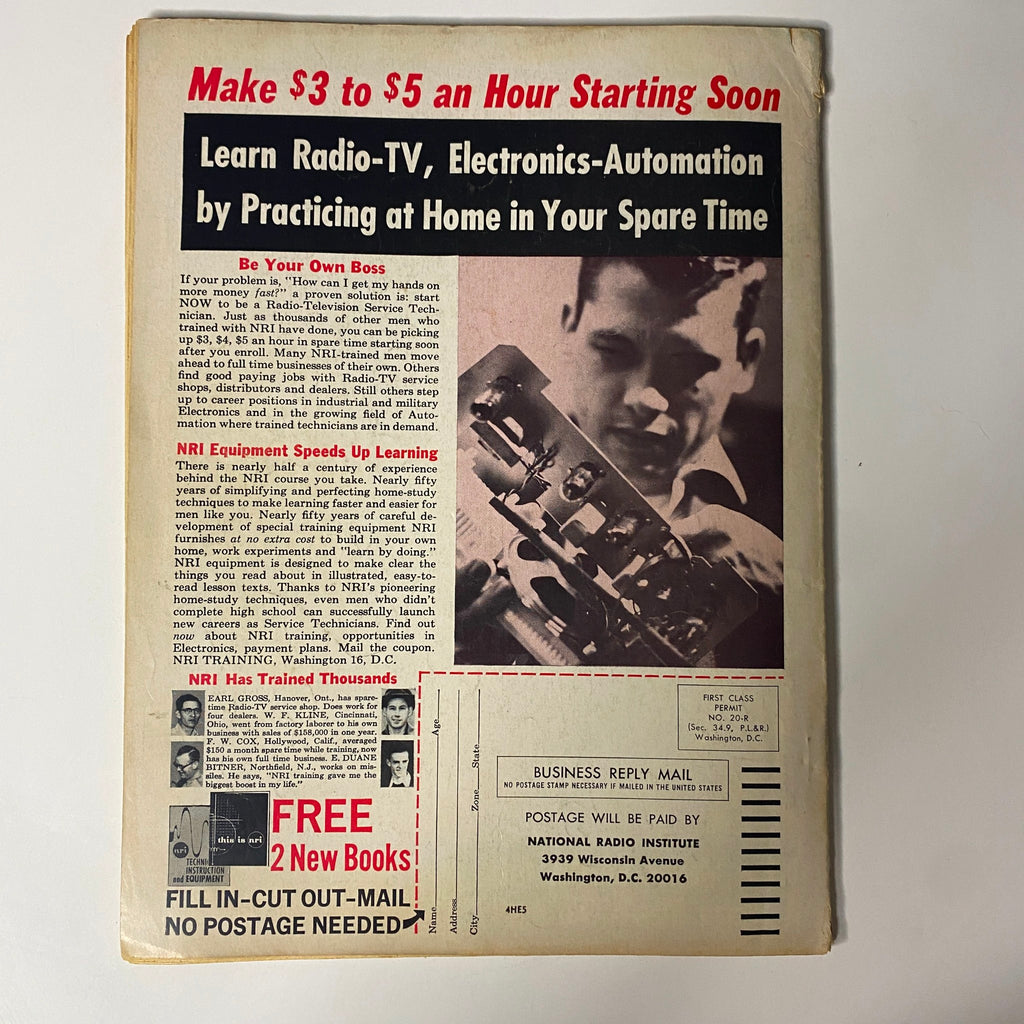 Make $3 to $5 an Hour Starting Soon
Learn Radio-TV, Electronics-Automation
by Practicing at Home in Your Spare Time
Be Your Own Boss
If your problem is, "How can I get my hands on
more money fast?" a proven solution is: start
NOW to be a Radio-Television Service Tech-
nician. Just as thousands of other men who
trained with NRI have done, you can be picking
up $3, $4, $5 an hour in spare time starting soon
after you enroll. Many NRI-trained men move
ahead to full time businesses of their own. Others
find good paying jobs with Radio-TV service
shops, distributors and dealers. Still others step
up to career positions in industrial and military
Electronics and in the growing field of Auto-
mation where trained technicians are in demand.
NRI Equipment Speeds Up Learning
There is nearly half a century of experience
behind the NRI course you take. Nearly fifty
years of simplifying and perfecting home-study
techniques to make learning faster and easier for
men like you. Nearly fifty years of careful de-
velopment of special training equipment NRI
furnishes at no extra cost to build in your own
home, work experiments and "learn by doing."
NRI equipment is designed to make clear the
things you read about in illustrated, easy-to-
read lesson texts. Thanks to NRI's pioneering
home-study techniques, even men who didn't
complete high school can successfully launch
new careers as Service Technicians. Find out
now about NRI training, opportunities in
Electronics, payment plans. Mail the coupon.
NRI TRAINING, Washington 16, D.C.
NRI Has Trained Thousands
EARL GROSS, Hanover, Ont., has spare-
time Radio-TV service shop. Does work for
four dealers. W. F. KLINE, Cincinnati,
Ohio, went from factory laborer to his own
business with sales of $158,000 in one year.
F. W. COX, Hollywood, Calif., averaged
$150 a month spare time while training, now
has his own full time business. E. DUANE
BITNER, Northfield, N.J., works on mis-
siles. He says, "NRI training gave me the
biggest boost in my life."
this is nri
nri
TECHNI
INSTRUCTION
and EQUIPMENT
FREE
2 New Books
FILL IN-CUT OUT-MAIL
NO POSTAGE NEEDED
Name Age
Address
City Zone State
FIRST CLASS
PERMIT
NO. 20-R
(Sec. 34.9, P.L.&R.)
Washington, D.C.
BUSINESS REPLY MAIL
NO POSTAGE STAMP NECESSARY IF MAILED IN THE UNITED STATES
POSTAGE WILL BE PAID BY
NATIONAL RADIO INSTITUTE
3939 Wisconsin Avenue
Washington, D.C. 20016
4HE5